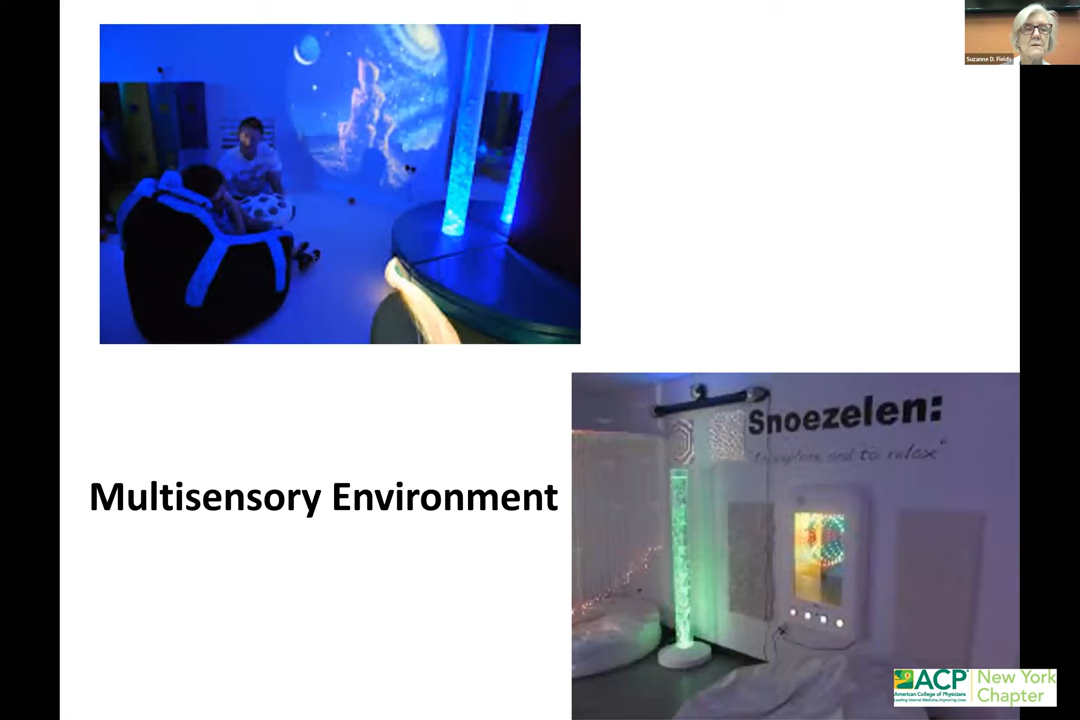 Suzanne D. Fields
Snoezelen:
"To explore and to relax"
Multisensory Environment
ACP
American College of Physicians
Leading Internal Medicine, Improving Lives
New York
Chapter